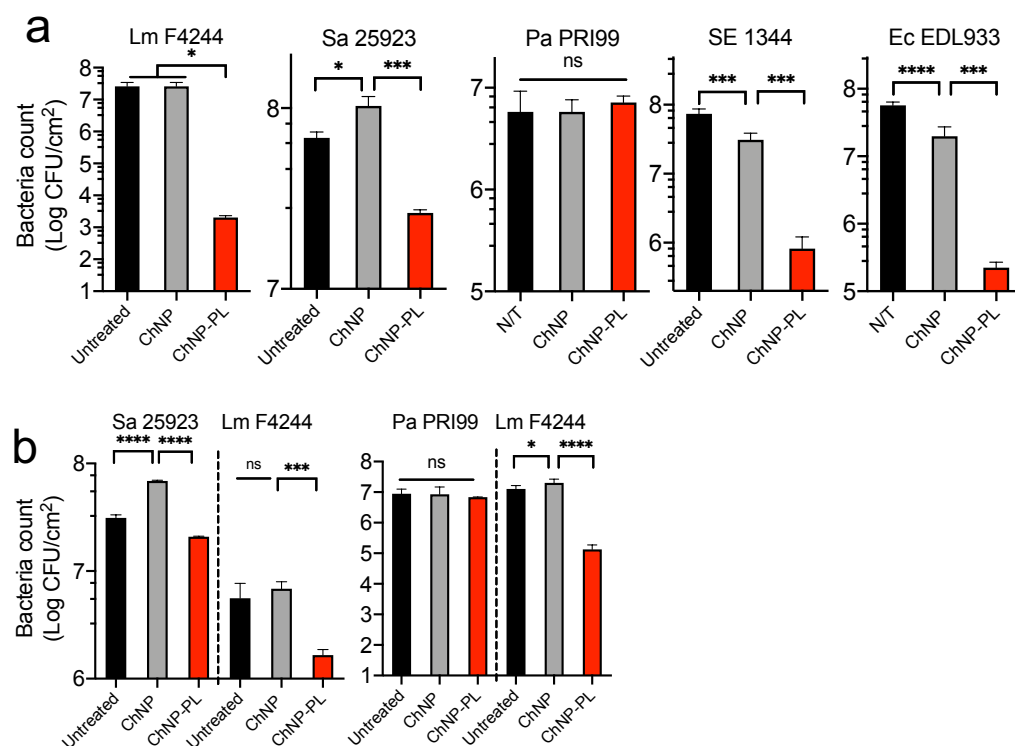 a
Lm F4244
*
Bacteria count
(Log CFU/cm²)
8
7
6
5
4
3
2
1
Untreated
ChNP
ChNP-PL
Sa 25923
* ***
8
7
Untreated
ChNP
ChNP-PL
Pa PRI99
ns
7
6
5
N/T
ChNP
ChNP-PL
SE 1344
*** ***
8
7
6
Untreated
ChNP
ChNP-PL
Ec EDL933
**** ***
8
7
6
5
N/T
ChNP
ChNP-PL
b
Sa 25923 Lm F4244
**** ****
ns ***
Bacteria count
(Log CFU/cm²)
8
7
6
Untreated
ChNP
ChNP-PL
Untreated
ChNP
ChNP-PL
Pa PRI99 Lm F4244
ns
* ****
8
7
6
5
4
3
2
1
Untreated
ChNP
ChNP-PL
Untreated
ChNP
ChNP-PL